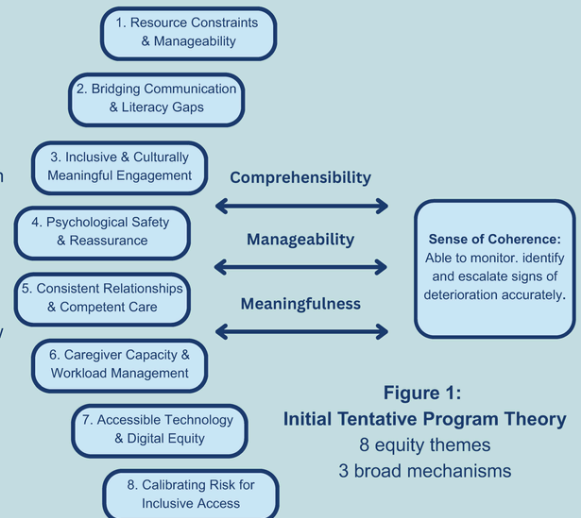 1. Resource Constraints
& Manageability
2. Bridging Communication
& Literacy Gaps
3. Inclusive & Culturally
Meaningful Engagement
4. Psychological Safety
& Reassurance
5. Consistent Relationships
& Competent Care
6. Caregiver Capacity &
Workload Management
7. Accessible Technology
& Digital Equity
8. Calibrating Risk for
Inclusive Access
Comprehensibility
Manageability
Meaningfulness
Sense of Coherence:
Able to monitor. identify
and escalate signs of
deterioration accurately.
Figure 1:
Initial Tentative Program Theory
8 equity themes
3 broad mechanisms